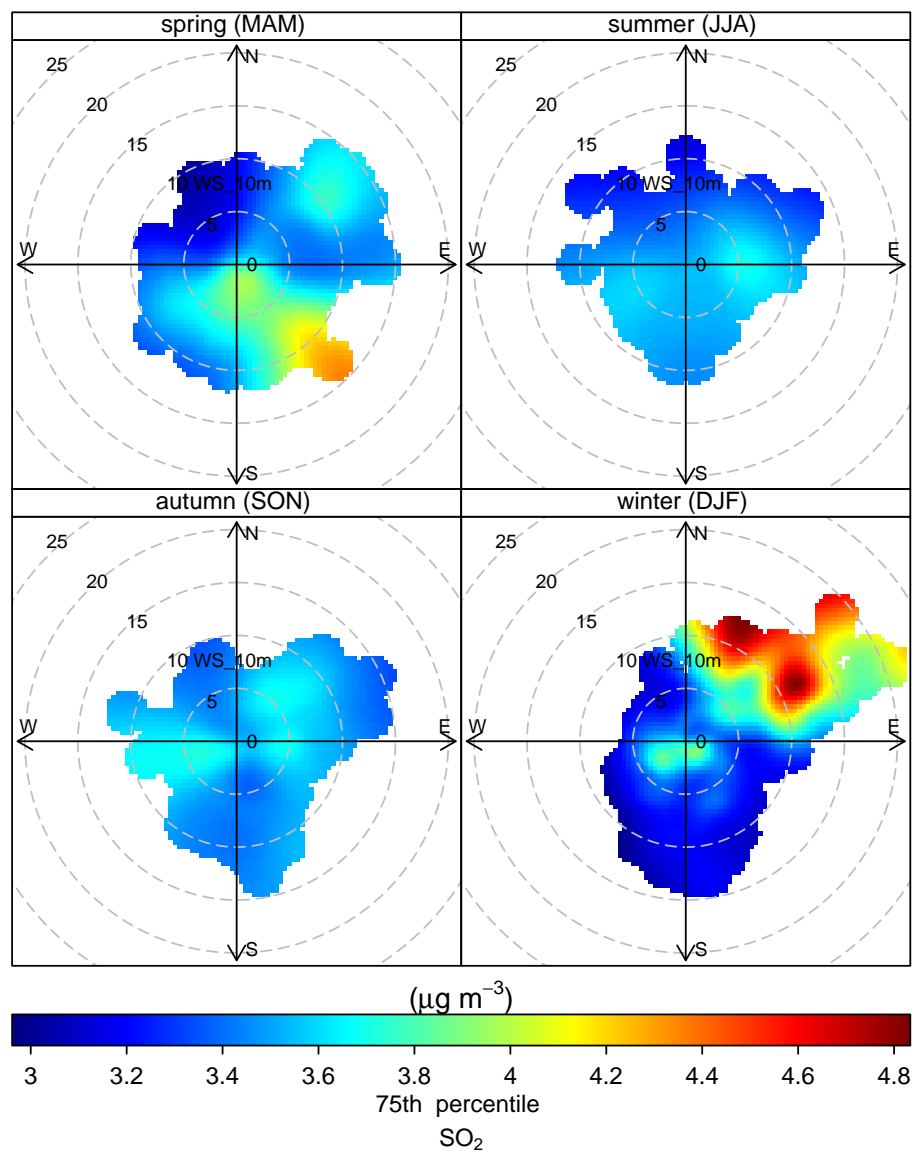 spring (MAM)
summer (JJA)
25
N
20
15
10 WS_10m
5
W
0
E
S
25
N
20
15
10 WS_10m
5
W
0
E
S
autumn (SON)
winter (DJF)
25
N
20
15
10 WS_10m
5
W
0
E
S
25
N
20
15
10 WS_10m
5
W
0
E
S
(μg m⁻³)
3 3.2 3.4 3.6 3.8 4 4.2 4.4 4.6 4.8
75th percentile
SO₂